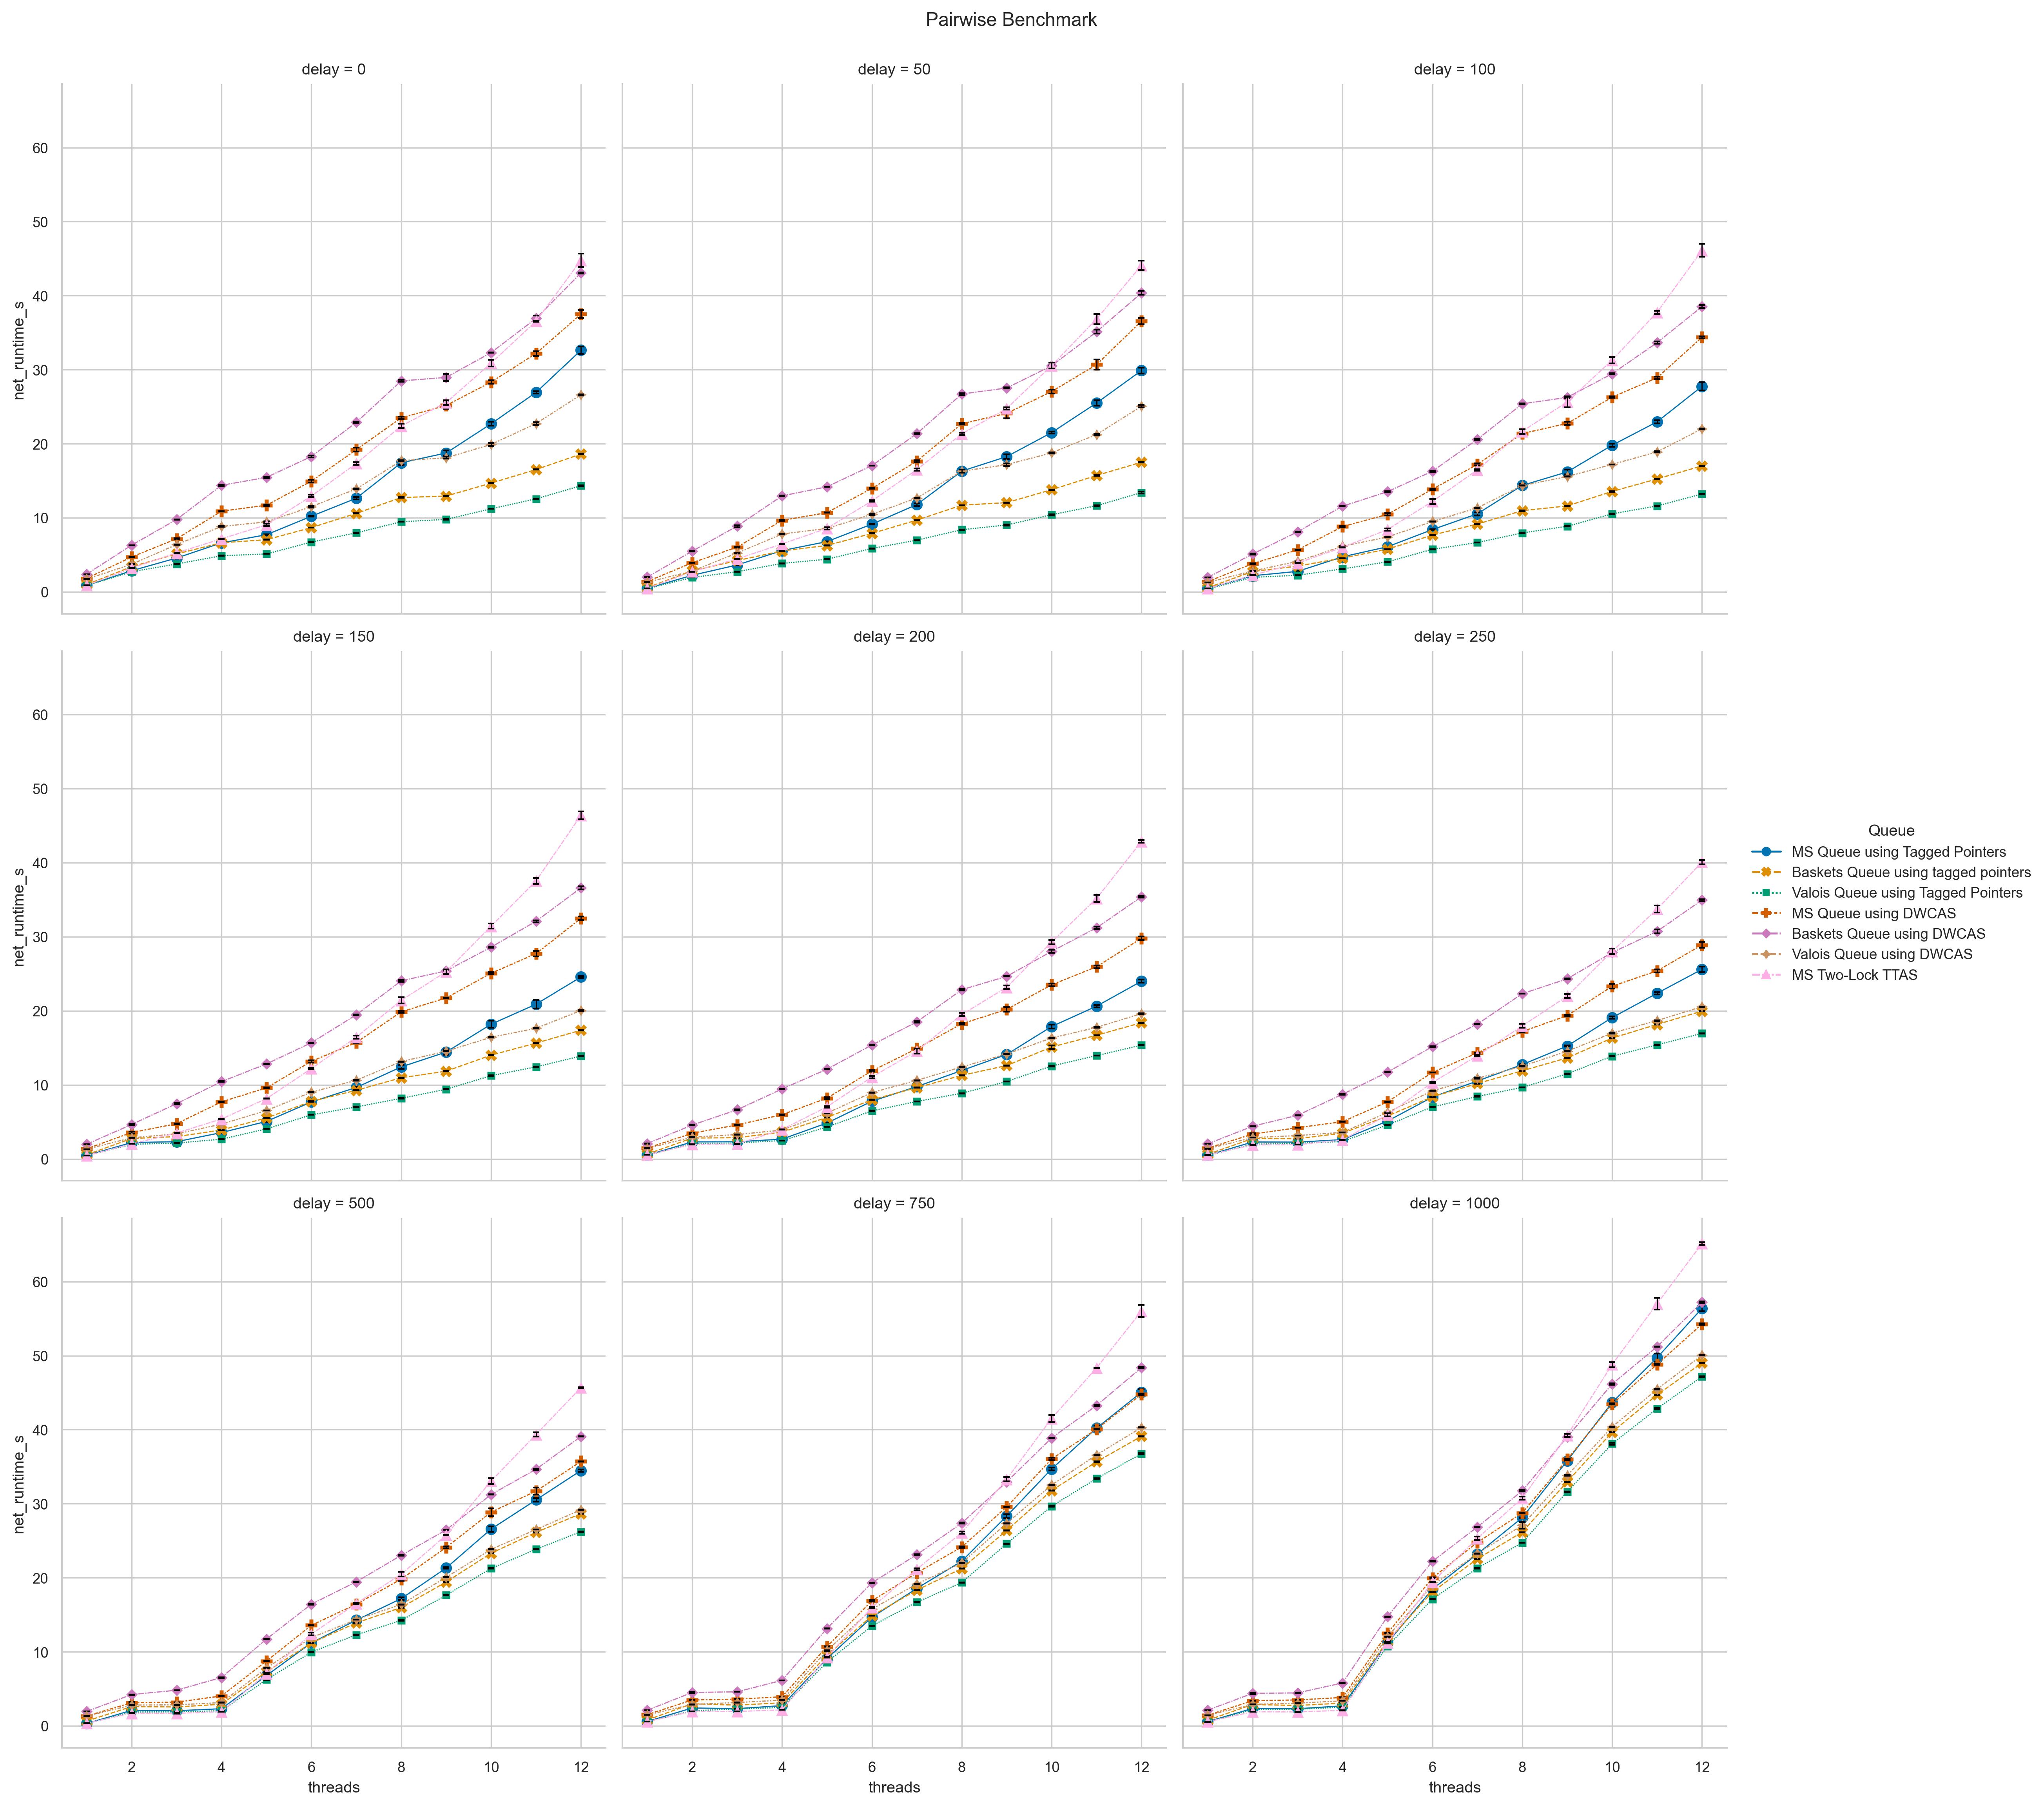 Pairwise Benchmark
delay = 0
delay = 50
delay = 100
60
50
40
30
20
10
0
net_runtime_s
delay = 150
delay = 200
delay = 250
60
50
40
30
20
10
0
net_runtime_s
Queue
MS Queue using Tagged Pointers
Baskets Queue using tagged pointers
Valois Queue using Tagged Pointers
MS Queue using DWCAS
Baskets Queue using DWCAS
Valois Queue using DWCAS
MS Two-Lock TTAS
delay = 500
delay = 750
delay = 1000
60
50
40
30
20
10
0
net_runtime_s
2 4 6 8 10 12
2 4 6 8 10 12
2 4 6 8 10 12
threads
threads
threads